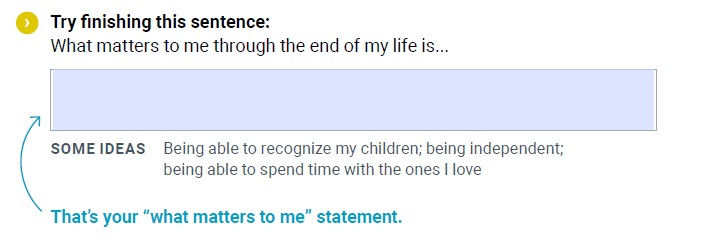 Try finishing this sentence:
What matters to me through the end of my life is...
SOME IDEAS Being able to recognize my children; being independent;
being able to spend time with the ones I love
That's your “what matters to me” statement.